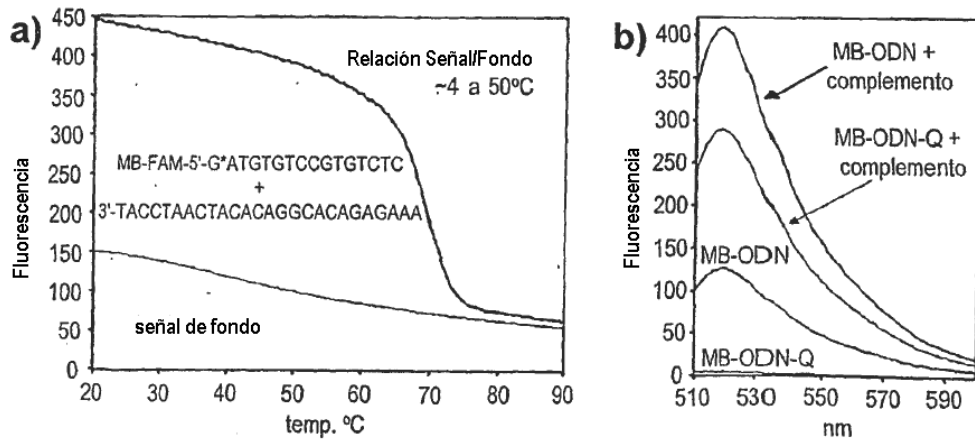 a)
450
400
350
300
250
200
150
100
50
0
Fluorescencia
Relación Señal/Fondo
~4 a 50ºC
MB-FAM-5'-G*ATGTGTCCGTGTCTC
+
3'-TACCTAACTACACAGGCACAGAGAAA
señal de fondo
20 30 40 50 60 70 80 90
temp. ºC
b)
400
350
300
250
200
150
100
50
0
Fluorescencia
MB-ODN +
complemento
MB-ODN-Q +
complemento
MB-ODN
MB-ODN-Q
510 530 550 570 590
nm